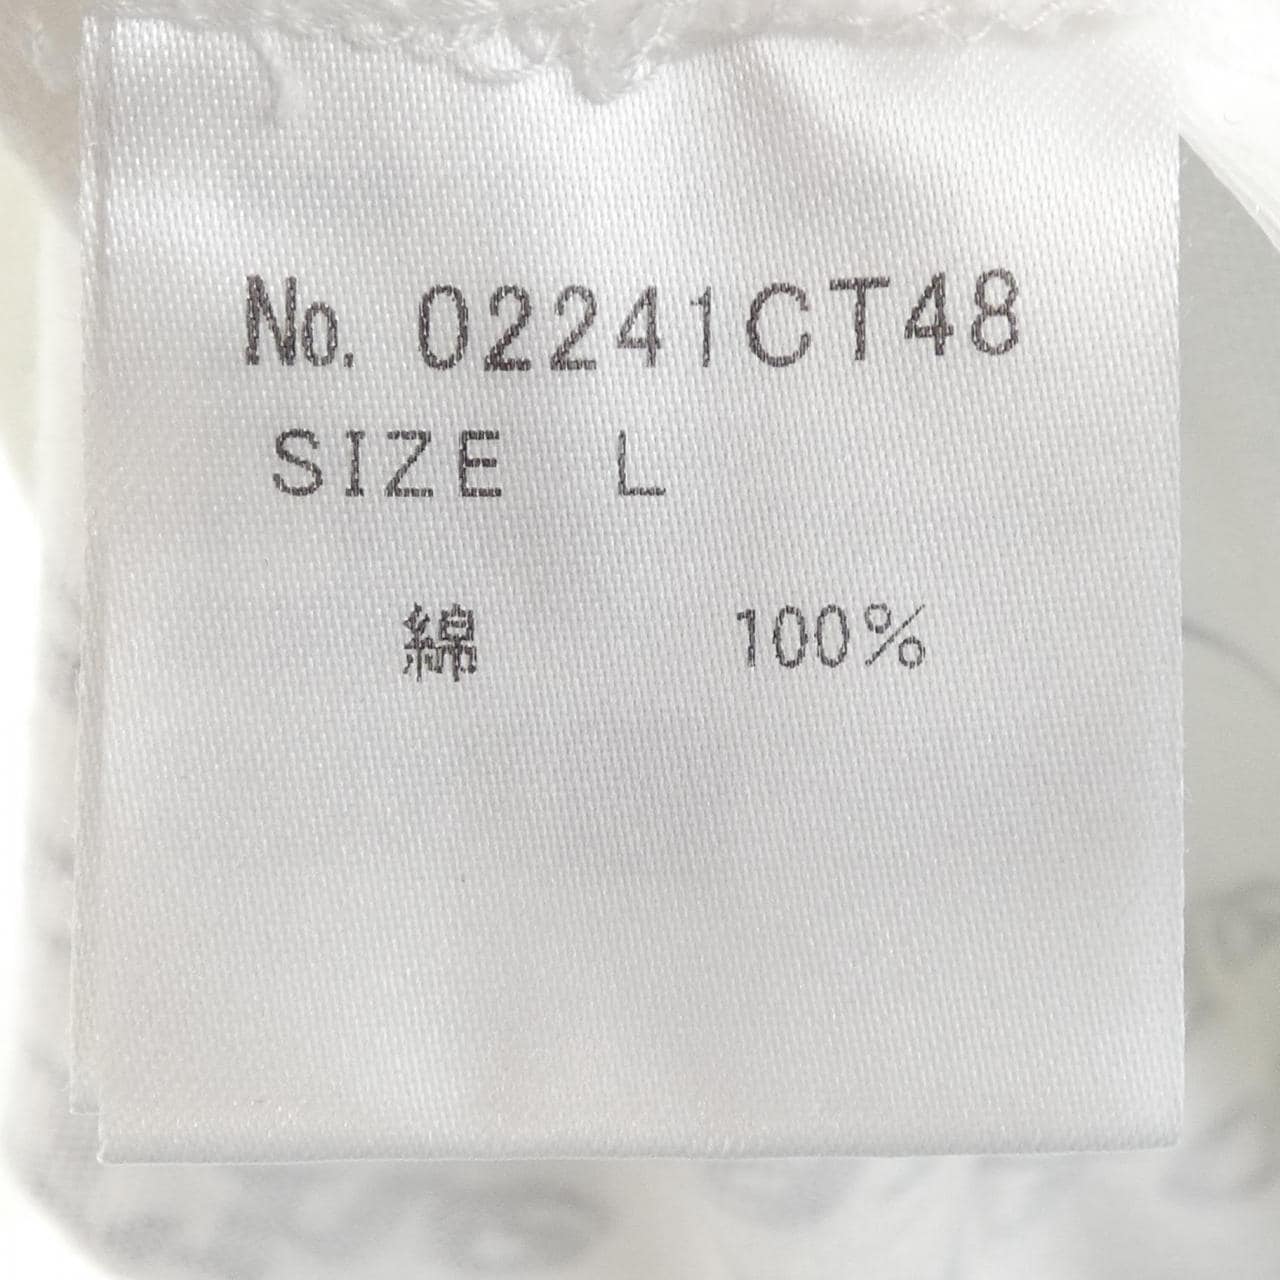 No. 02241CT48
SIZE L
綿 100%